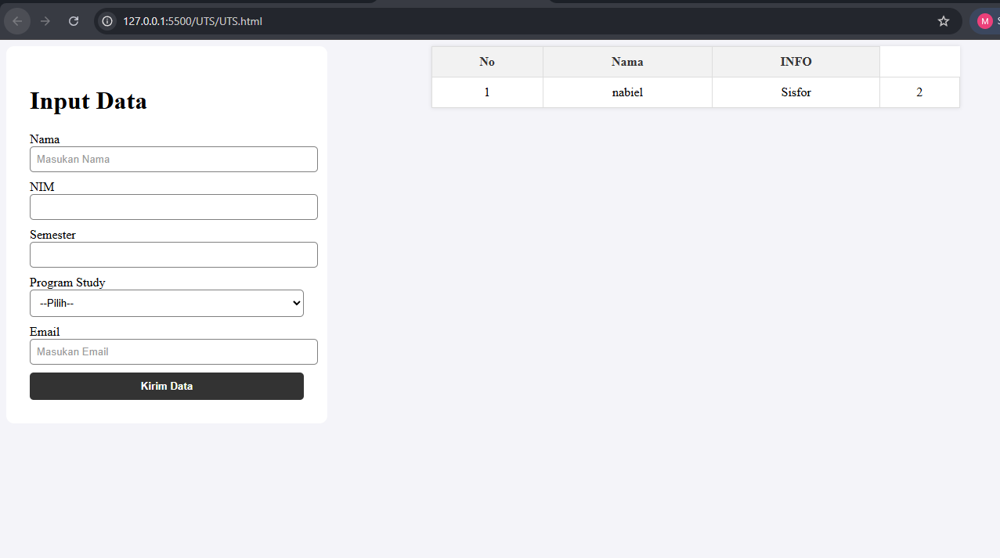 127.0.0.1:5500/UTS/UTS.html
M
Input Data
Nama
Masukan Nama
NIM
Semester
Program Study
--Pilih--
Email
Masukan Email
Kirim Data
No Nama INFO
1 nabiel Sisfor 2